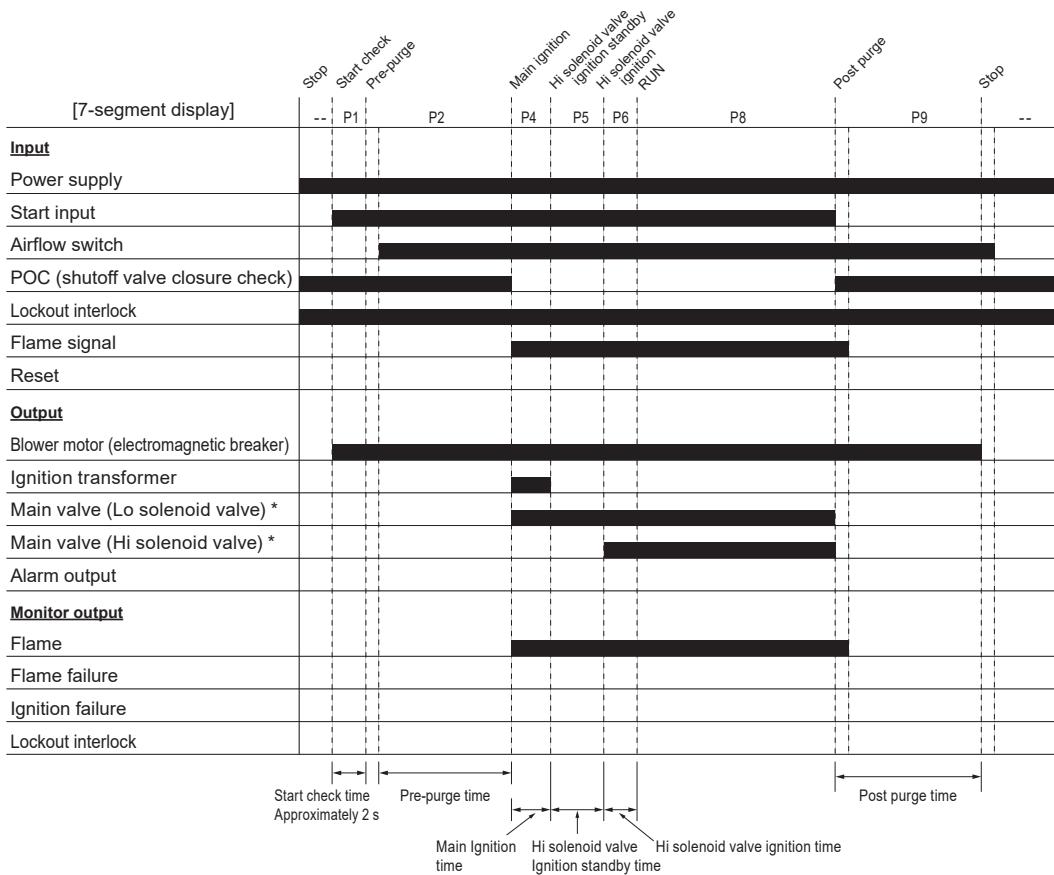 Stop
Start check
Pre-purge
Main ignition
Hi solenoid valve
ignition standby
Hi solenoid valve
ignition
RUN
Post purge
Stop
[7-segment display] -- P1 P2 P4 P5 P6 P8 P9 --
Input
Power supply
Start input
Airflow switch
POC (shutoff valve closure check)
Lockout interlock
Flame signal
Reset
Output
Blower motor (electromagnetic breaker)
Ignition transformer
Main valve (Lo solenoid valve) *
Main valve (Hi solenoid valve) *
Alarm output
Monitor output
Flame
Flame failure
Ignition failure
Lockout interlock
Start check time
Approximately 2 s
Pre-purge time
Post purge time
Main Ignition
time
Hi solenoid valve
Ignition standby time
Hi solenoid valve ignition time